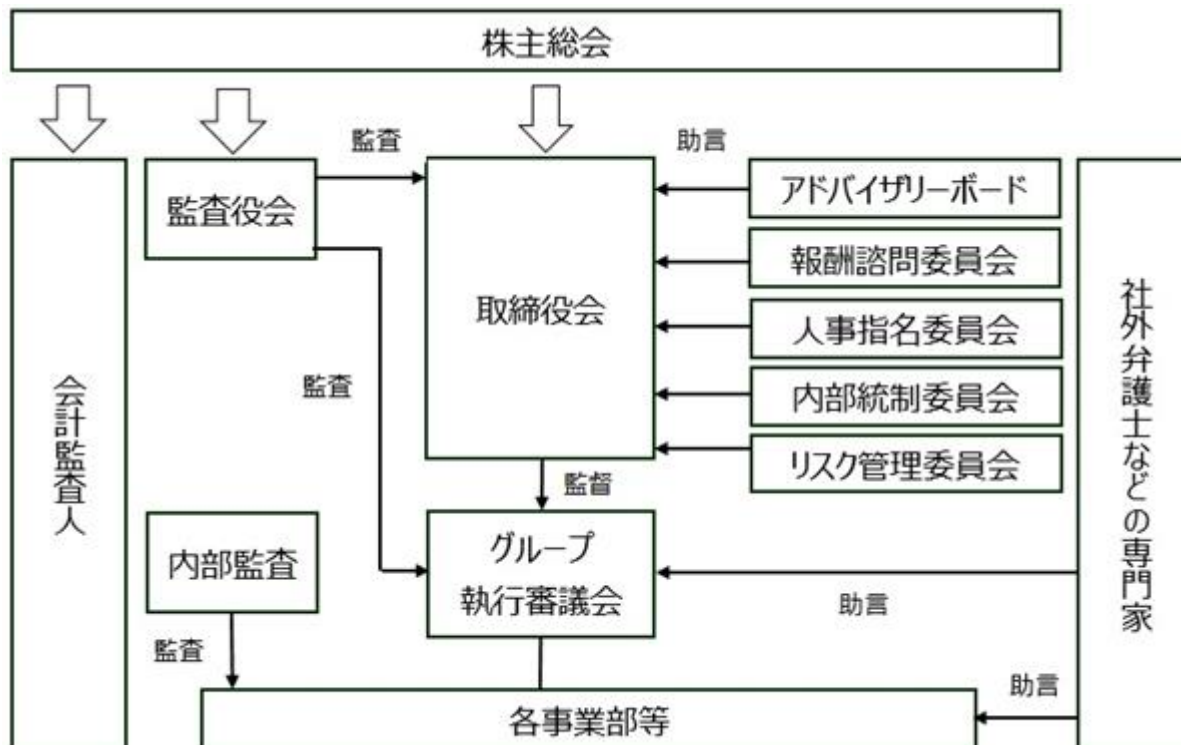 株主総会
監査
助言
監査役会
取締役会
アドバイザリーボード
報酬諮問委員会
人事指名委員会
内部統制委員会
リスク管理委員会
社外弁護士などの専門家
会計監査人
監査
監督
内部監査
グループ
執行審議会
助言
監査
助言
各事業部等